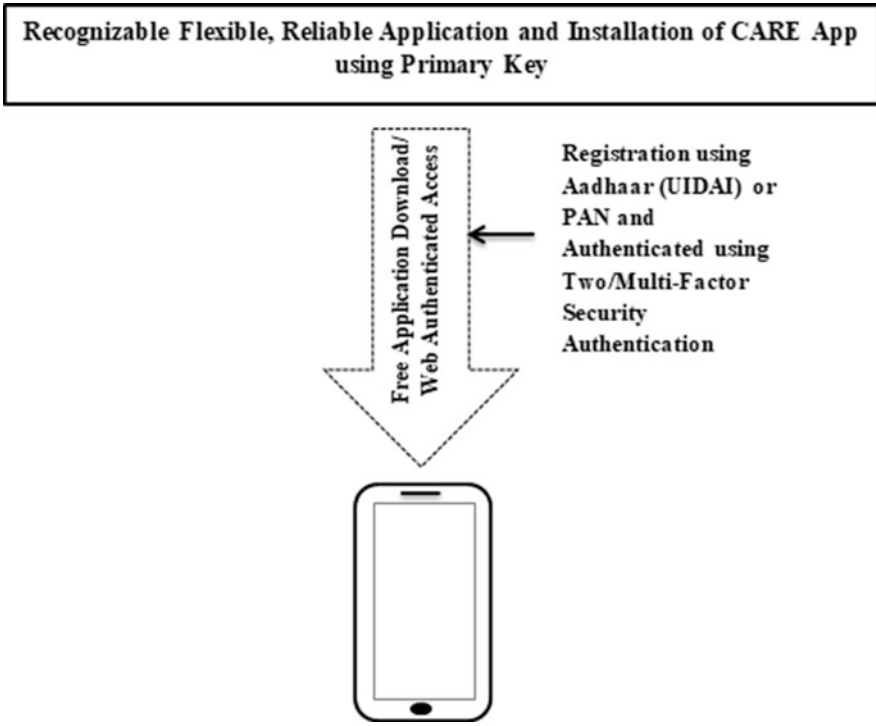 Recognizable Flexible, Reliable Application and Installation of CARE App
using Primary Key
Free Application Download/
Web Authenticated Access
Registration using
Aadhaar (UIDAI) or
PAN and
Authenticated using
Two/Multi-Factor
Security
Authentication